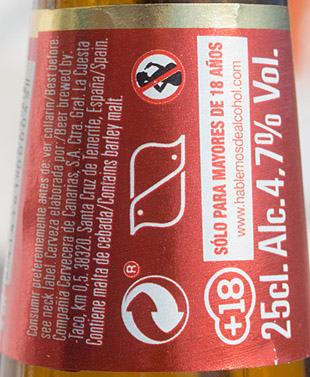 Consumir preferentemente antes de: ver collarín/Best before:
see neck label. Cerveza elaborada por/Beer brewed by:
Compañía Cervecera de Canarias, S.A. Ctra. Gral. La Cuesta
-Taco, km 0,5, 38320. Santa Cruz de Tenerife, España/Spain.
Contiene malta de cebada/Contains barley malt.
®
SÓLO PARA MAYORES DE 18 AÑOS
www.hablemosdealcohol.com
+18
25cl. Alc. 4,7% Vol.